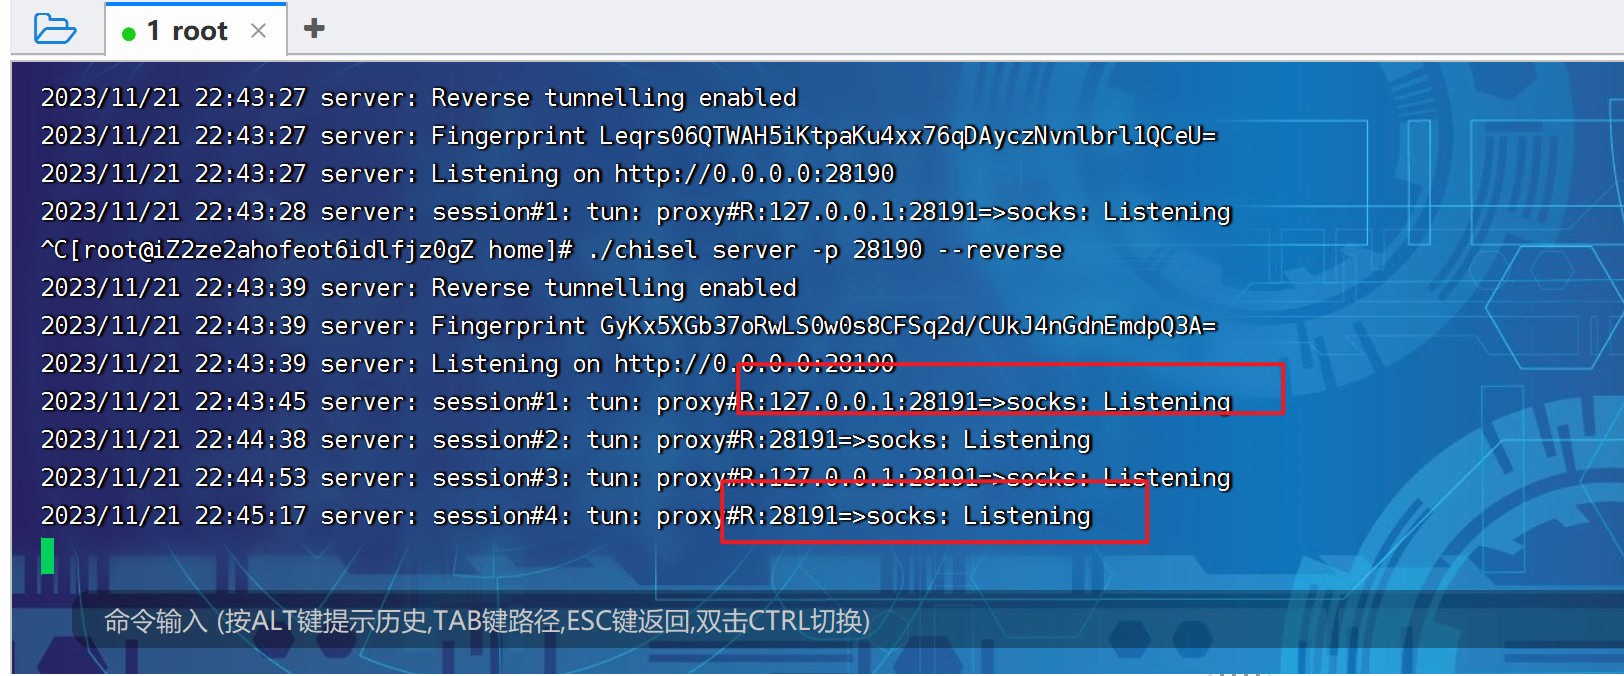 1 root
2023/11/21 22:43:27 server: Reverse tunnelling enabled
2023/11/21 22:43:27 server: Fingerprint Leqrs06QTWAH5iKtpaKu4xx76qDAyczNvnlbrl1QCeU=
2023/11/21 22:43:27 server: Listening on http://0.0.0.0:28190
2023/11/21 22:43:28 server: session#1: tun: proxy#R:127.0.0.1:28191=>socks: Listening
^C[root@iZ2ze2ahofeot6idlfjz0gZ home]# ./chisel server -p 28190 --reverse
2023/11/21 22:43:39 server: Reverse tunnelling enabled
2023/11/21 22:43:39 server: Fingerprint GyKx5XGb37oRwLS0w0s8CFSq2d/CUkJ4nGdnEmdpQ3A=
2023/11/21 22:43:39 server: Listening on http://0.0.0.0:28190
2023/11/21 22:43:45 server: session#1: tun: proxy#R:127.0.0.1:28191=>socks: Listening
2023/11/21 22:44:38 server: session#2: tun: proxy#R:28191=>socks: Listening
2023/11/21 22:44:53 server: session#3: tun: proxy#R:127.0.0.1:28191=>socks: Listening
2023/11/21 22:45:17 server: session#4: tun: proxy#R:28191=>socks: Listening
命令输入 (按ALT键提示历史,TAB键路径,ESC键返回,双击CTRL切换)